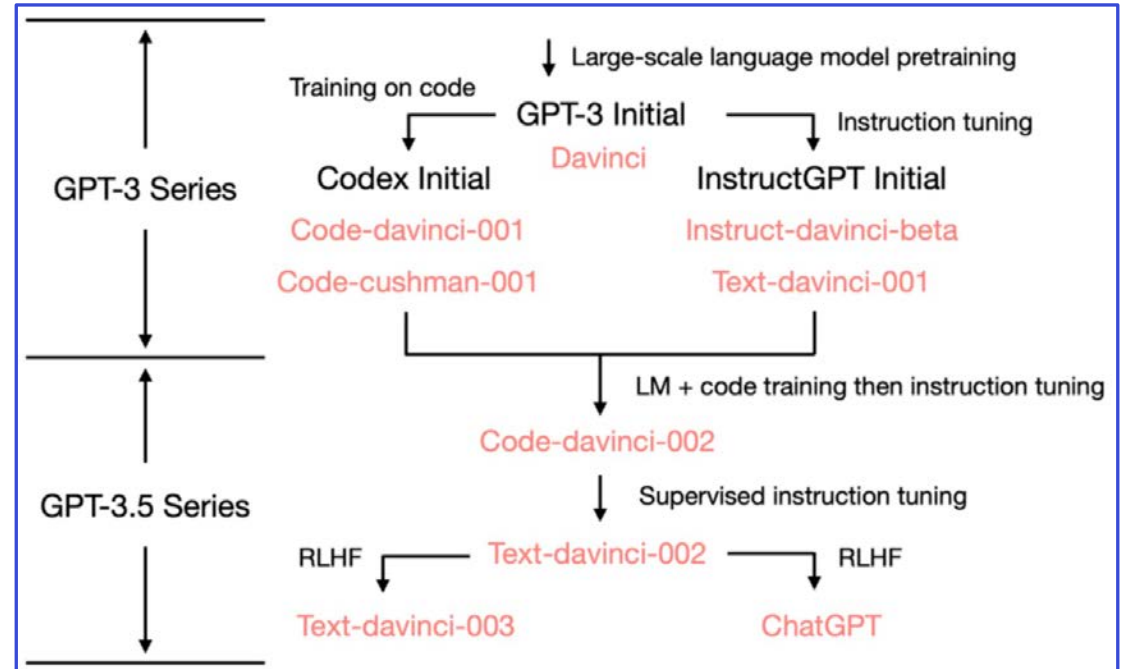 Large-scale language model pretraining
Training on code
GPT-3 Initial
Instruction tuning
Davinci
GPT-3 Series
Codex Initial
InstructGPT Initial
Code-davinci-001
Instruct-davinci-beta
Code-cushman-001
Text-davinci-001
LM + code training then instruction tuning
Code-davinci-002
GPT-3.5 Series
Supervised instruction tuning
RLHF
Text-davinci-002
RLHF
Text-davinci-003
ChatGPT